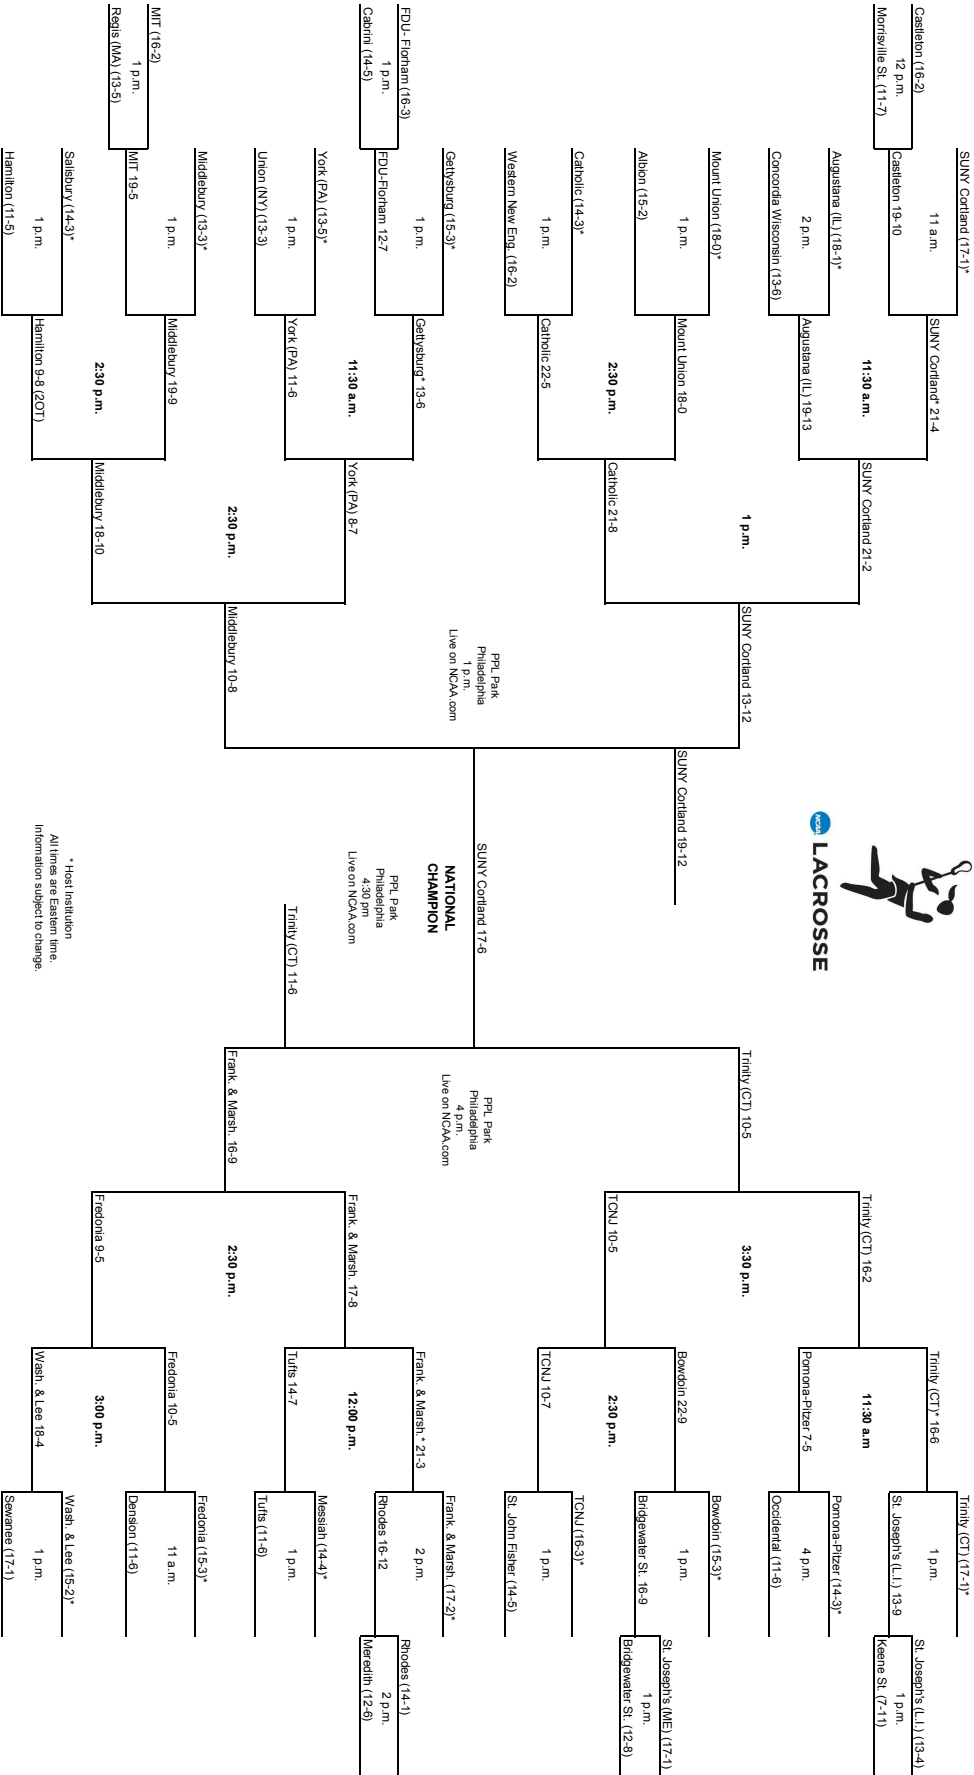 Castleton (16-2)
12 p.m.
Morrisville St. (11-7)
FDU- Florham (16-3)
1 p.m.
Cabrini (14-5)
MIT (16-2)
1 p.m.
Regis (MA) (13-5)
SUNY Cortland (17-1)*
11 a.m.
Castleton 19-10
Augustana (IL) (18-1)*
2 p.m.
Concordia Wisconsin (13-6)
Mount Union (18-0)*
1 p.m.
Albion (15-2)
Catholic (14-3)*
1 p.m.
Western New Eng. (16-2)
Gettysburg (15-3)*
1 p.m.
FDU-Florham 12-7
York (PA) (13-5)*
1 p.m.
Union (NY) (13-3)
Middlebury (13-3)*
1 p.m.
MIT 19-5
Salisbury (14-3)*
1 p.m.
Hamilton (11-5)
SUNY Cortland* 21-4
11:30 a.m.
Augustana (IL) 19-13
Mount Union 18-0
2:30 p.m.
Catholic 22-5
Gettysburg* 13-6
11:30 a.m.
York (PA) 11-6
Middlebury 19-9
2:30 p.m.
Hamilton 9-8 (2OT)
SUNY Cortland 21-2
1 p.m.
Catholic 21-8
York (PA) 8-7
2:30 p.m.
Middlebury 18-10
SUNY Cortland 13-12
PPL Park
Philadelphia
1 p.m.
Live on NCAA.com
Middlebury 10-8
SUNY Cortland 19-12
NCAA LACROSSE
SUNY Cortland 17-6
NATIONAL
CHAMPION
PPL Park
Philadelphia
4:30 pm
Live on NCAA.com
Trinity (CT) 11-6
* Host Institution
All times are Eastern time.
Information subject to change.
Trinity (CT) 10-5
PPL Park
Philadelphia
4 p.m.
Live on NCAA.com
Frank. & Marsh. 16-9
Trinity (CT) 16-2
3:30 p.m.
TCNJ 10-5
Frank. & Marsh. 17-8
2:30 p.m.
Fredonia 9-5
Trinity (CT)* 16-6
11:30 a.m
Pomona-Pitzer 7-5
Bowdoin 22-9
2:30 p.m.
TCNJ 10-7
Frank. & Marsh.* 21-3
12:00 p.m.
Tufts 14-7
Fredonia 10-5
3:00 p.m.
Wash. & Lee 18-4
Trinity (CT) (17-1)*
1 p.m.
St. Joseph's (L.I.) 13-9
Pomona-Pitzer (14-3)*
4 p.m.
Occidental (11-6)
Bowdoin (15-3)*
1 p.m.
Bridgewater St. 16-9
TCNJ (16-3)*
1 p.m.
St. John Fisher (14-5)
Frank. & Marsh. (17-2)*
2 p.m.
Rhodes 16-12
Messiah (14-4)*
1 p.m.
Tufts (11-6)
Fredonia (15-3)*
11 a.m.
Dension (11-6)
Wash. & Lee (15-2)*
1 p.m.
Sewanee (17-1)
St. Joseph's (L.I.) (13-4)
1 p.m.
Keene St. (7-11)
St. Joseph's (ME) (17-1)
1 p.m.
Bridgewater St. (12-8)
Rhodes (14-1)
2 p.m.
Meredith (12-6)